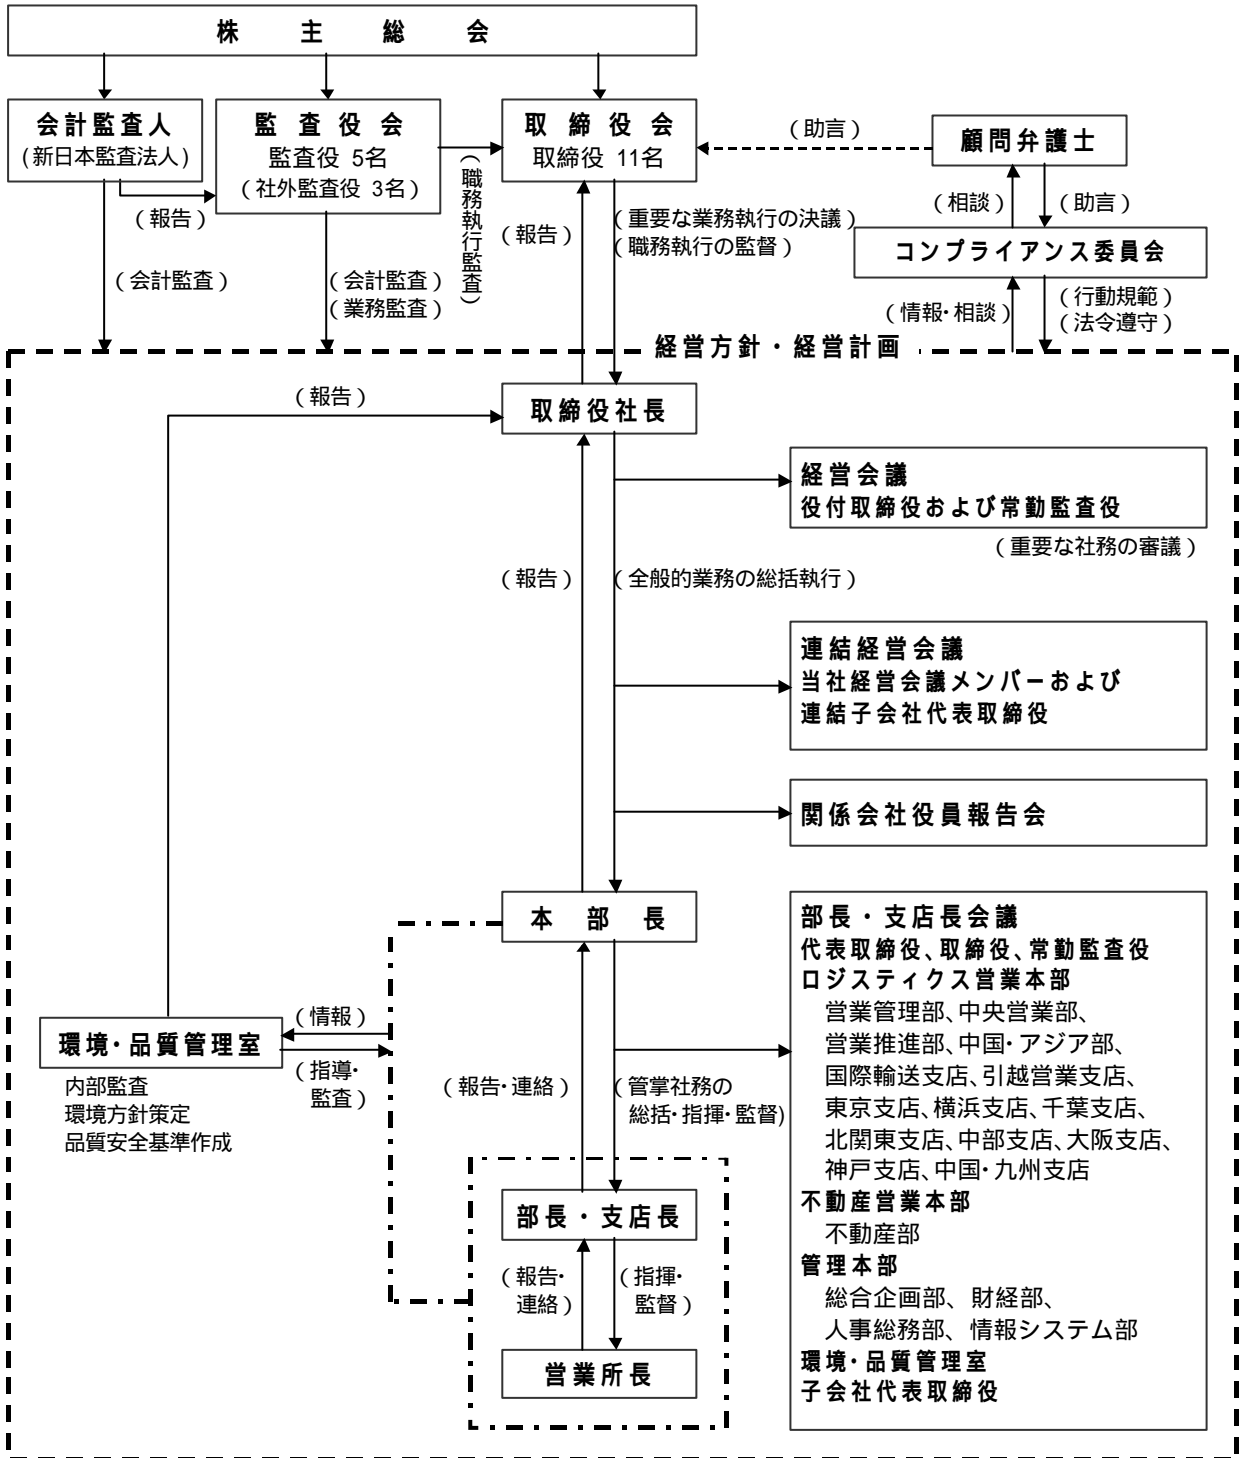 株主総会
会計監査人
(新日本監査法人)
監査役会
監査役 5名
(社外監査役 3名)
取締役会
取締役 11名
(助言)
顧問弁護士
(報告)
(職務執行監査)
(報告)
(重要な業務執行の決議)
(職務執行の監督)
(相談)
(助言)
コンプライアンス委員会
(会計監査)
(会計監査)
(業務監査)
(情報・相談)
(行動規範)
(法令遵守)
経営方針・経営計画
(報告)
取締役社長
経営会議
役付取締役および常勤監査役
(重要な社務の審議)
(報告)
(全般的業務の総括執行)
連結経営会議
当社経営会議メンバーおよび
連結子会社代表取締役
関係会社役員報告会
本部長
部長・支店長会議
代表取締役、取締役、常勤監査役
ロジスティクス営業本部
営業管理部、中央営業部、
営業推進部、中国・アジア部、
国際輸送支店、引越営業支店、
東京支店、横浜支店、千葉支店、
北関東支店、中部支店、大阪支店、
神戸支店、中国・九州支店
不動産営業本部
不動産部
管理本部
総合企画部、財経部、
人事総務部、情報システム部
環境・品質管理室
子会社代表取締役
環境・品質管理室
内部監査
環境方針策定
品質安全基準作成
(情報)
(指導・
監査)
(報告・連絡)
(管掌社務の
総括・指揮・監督)
部長・支店長
(報告・
連絡)
(指揮・
監督)
営業所長